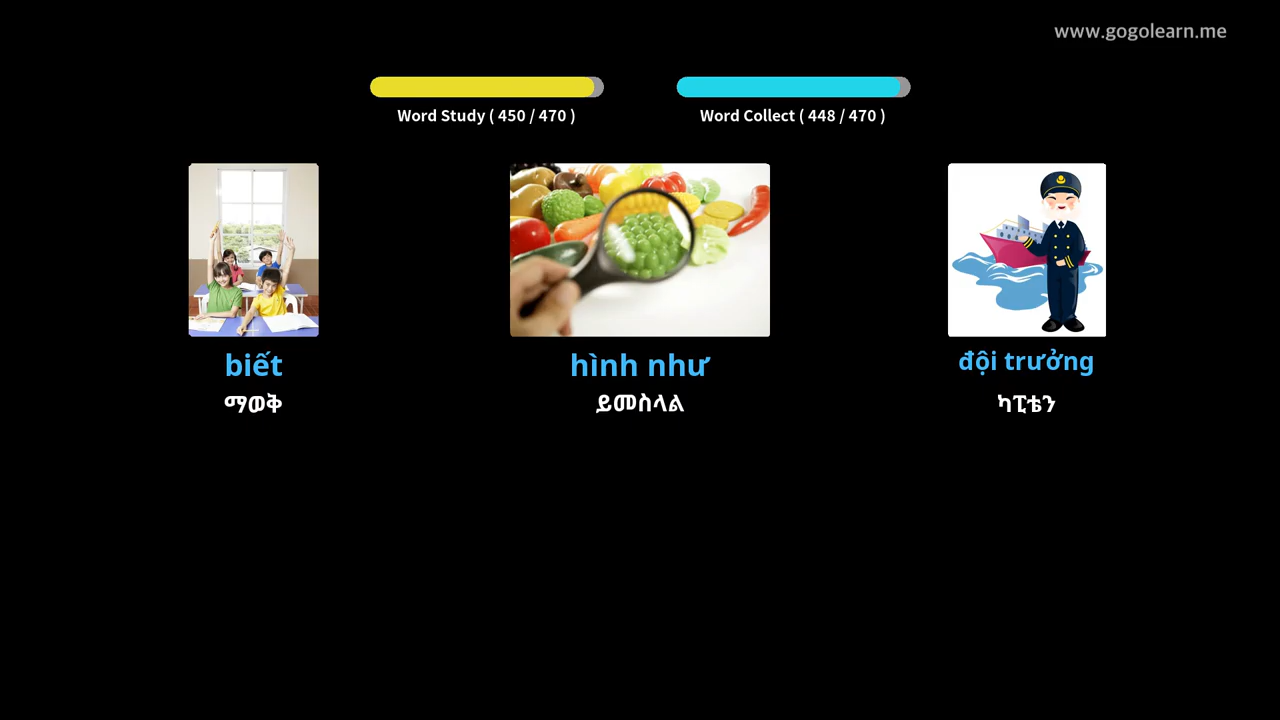 www.gogolearn.me
Word Study ( 450 / 470 )
Word Collect ( 448 / 470 )
biết
hình như
đội trưởng
ማወቅ
ይመስላል
ካፒቴን